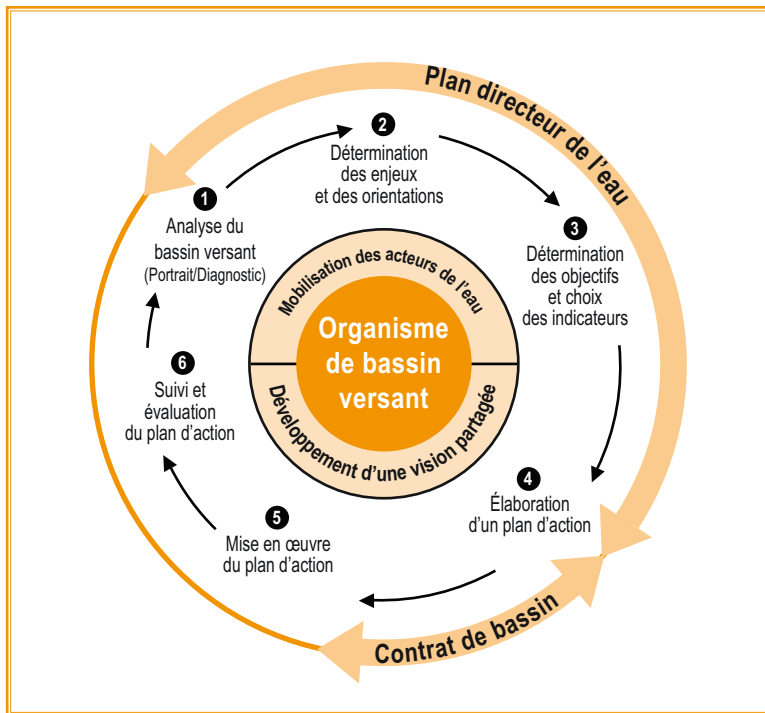 Plan directeur de l'eau
2
Détermination
des enjeux
et des orientations
1
Analyse du
bassin versant
(Portrait/Diagnostic)
3
Détermination
des objectifs
et choix
des indicateurs
Mobilisation des acteurs de l'eau
Organisme
de bassin
versant
Développement d'une vision partagée
6
Suivi et
évaluation
du plan d'action
4
Élaboration
d'un plan d'action
5
Mise en œuvre
du plan d'action
Contrat de bassin